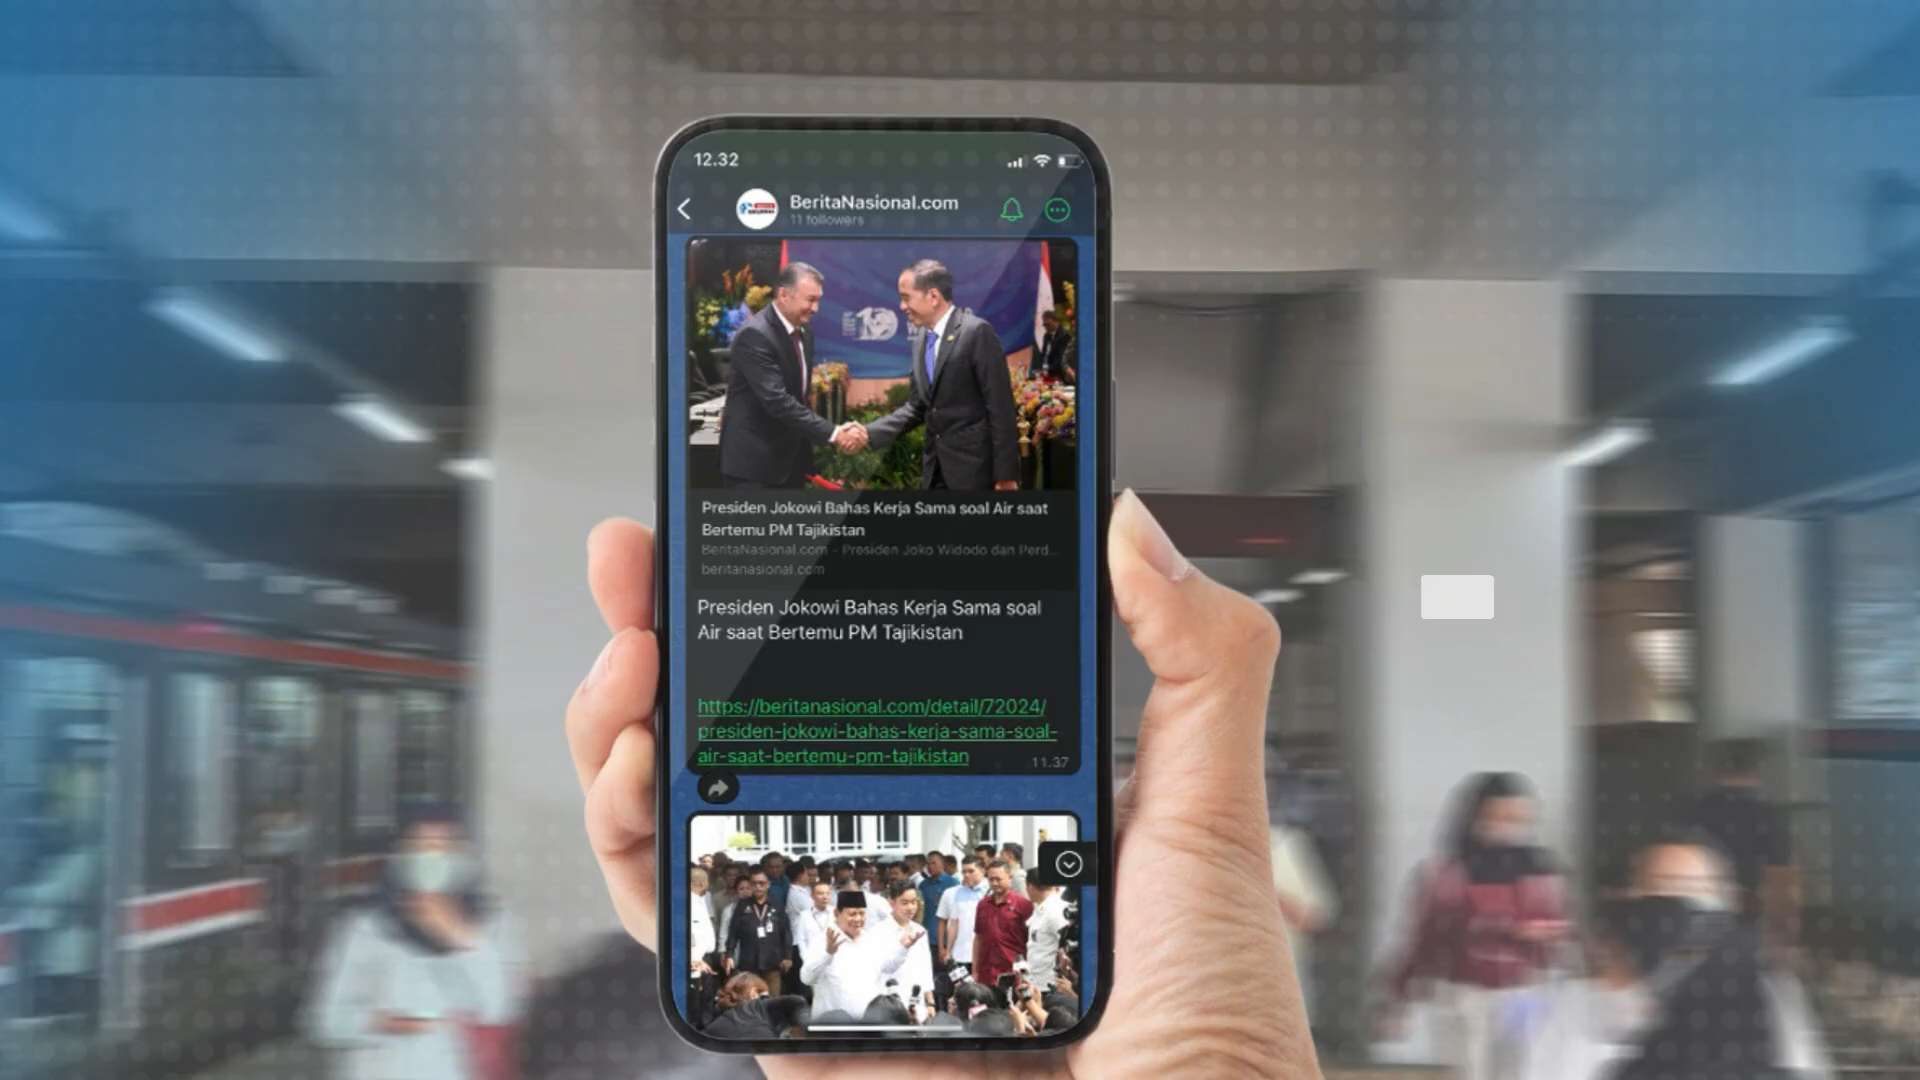 12.32
BeritaNasional.com
11 followers
10
Presiden Jokowi Bahas Kerja Sama soal Air saat
Bertemu PM Tajikistan
BeritaNasional.com - Presiden Joko Widodo dan Perd...
beritanasional.com
Presiden Jokowi Bahas Kerja Sama soal
Air saat Bertemu PM Tajikistan
https://beritanasional.com/detail/72024/
presiden-jokowi-bahas-kerja-sama-soal-
air-saat-bertemu-pm-tajikistan
11.37